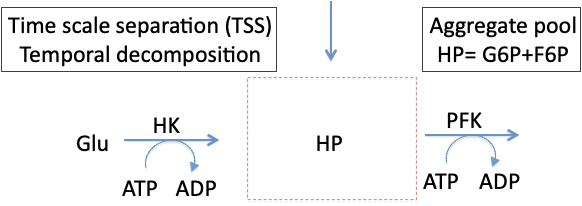 Time scale separation (TSS)
Temporal decomposition
Aggregate pool
HP= G6P+F6P
Glu
HK
ATP ADP
HP
PFK
ATP ADP